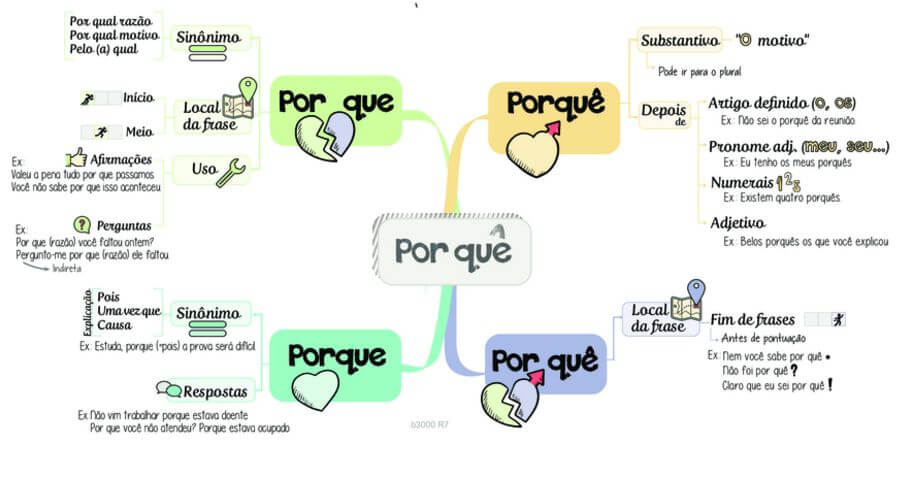 Por qual razão
Por qual motivo
Pelo (a) qual
Sinônimo
Por que
Início
Meio
Local
da frase
Afirmações
Ex:
Valeu a pena tudo por que passamos
Você não sabe por que isso aconteceu
Uso
Perguntas
Ex:
Por que (razão) você faltou ontem?
Pergunto-me por que (razão) ele faltou
Indireta
Porquê
Substantivo
"O motivo"
Pode ir para o plural
Depois
de
Artigo definido (o, os)
Ex: Não sei o porquê da reunião
Pronome adj. (meu, seu...)
Ex: Eu tenho os meus porquês
Numerais 123
Ex: Existem quatro porquês
Adjetivo
Ex: Belos porquês os que você explicou
Por quê
Explicação
Pois
Uma vez que
Causa
Sinônimo
Ex: Estuda, porque (*pois) a prova será difícil
Porque
Respostas
Ex Não vim trabalhar porque estava doente
Por que você não atendeu? Porque estava ocupado
Por quê
Local
da frase
Fim de frases
Antes de pontuação
Ex: Nem você sabe por quê .
Não foi por quê ?
Claro que eu sei por quê !
b3000 R7